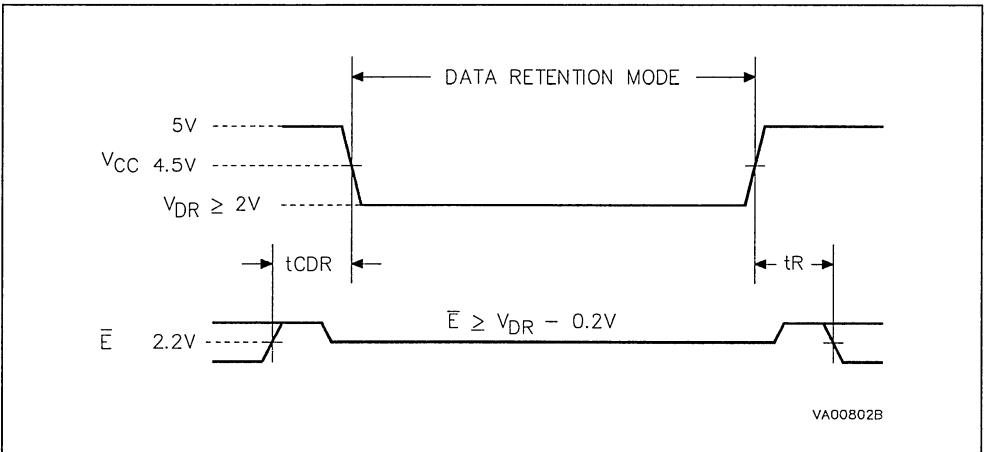 DATA RETENTION MODE
5V
VCC 4.5V
VDR ≥ 2V
tCDR
tR
E̅ ≥ VDR − 0.2V
E̅ 2.2V
VA00802B